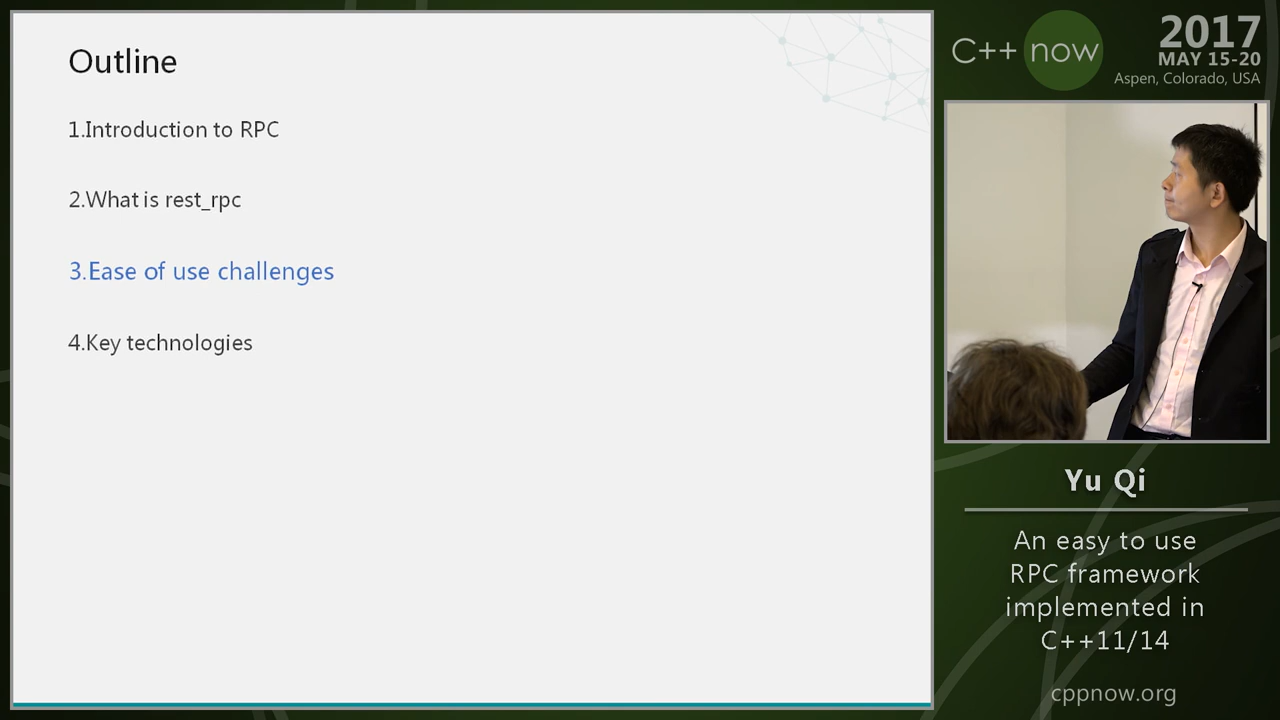 Outline
1.Introduction to RPC
2.What is rest_rpc
3.Ease of use challenges
4.Key technologies
C++ now
2017
MAY 15-20
Aspen, Colorado, USA
Yu Qi
An easy to use
RPC framework
implemented in
C++11/14
cppnow.org